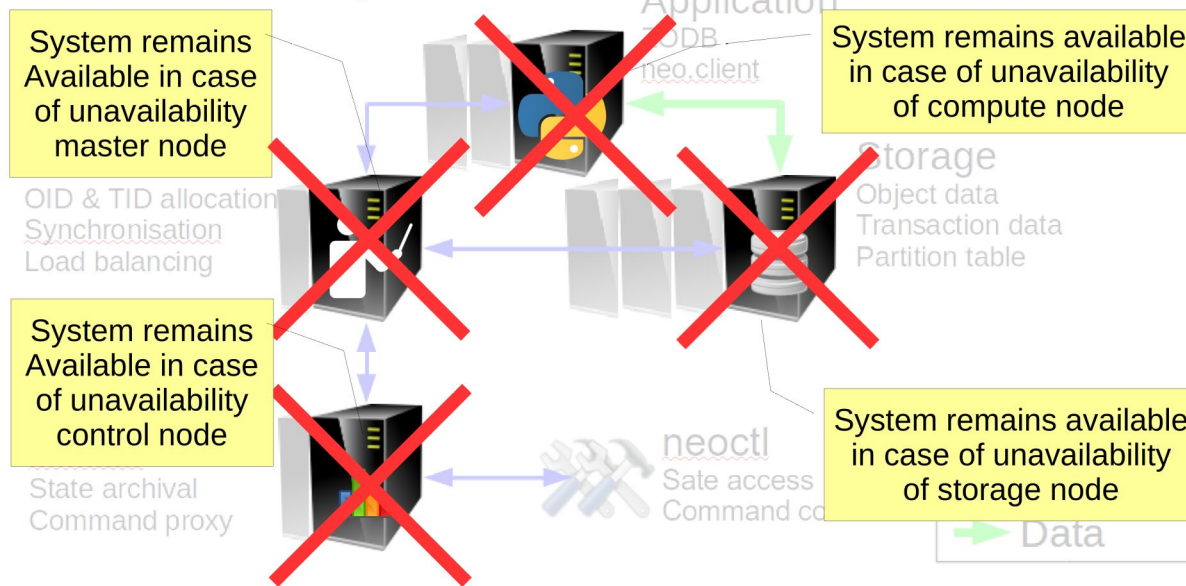 System remains
Available in case
of unavailability
master node
Application
ZODB
neo.client
System remains available
in case of unavailability
of compute node
OID & TID allocation
Synchronisation
Load balancing
Storage
Object data
Transaction data
Partition table
System remains
Available in case
of unavailability
control node
State archival
Command proxy
neoctl
Sate access
Command
System remains available
in case of unavailability
of storage node
Data